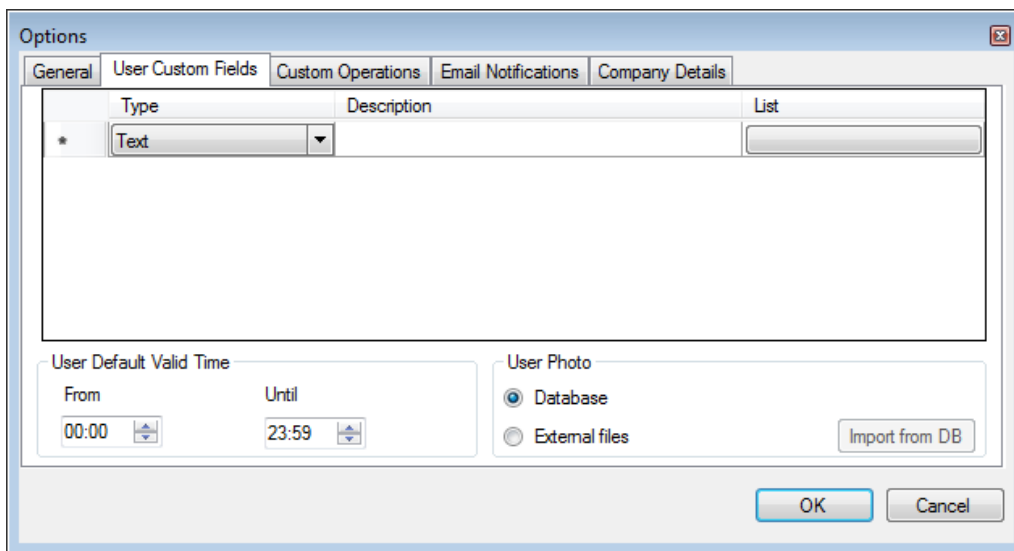 Options
General User Custom Fields Custom Operations Email Notifications Company Details
Type Description List
* Text
User Default Valid Time User Photo
From Until Database
00:00 23:59 External files Import from DB
OK Cancel